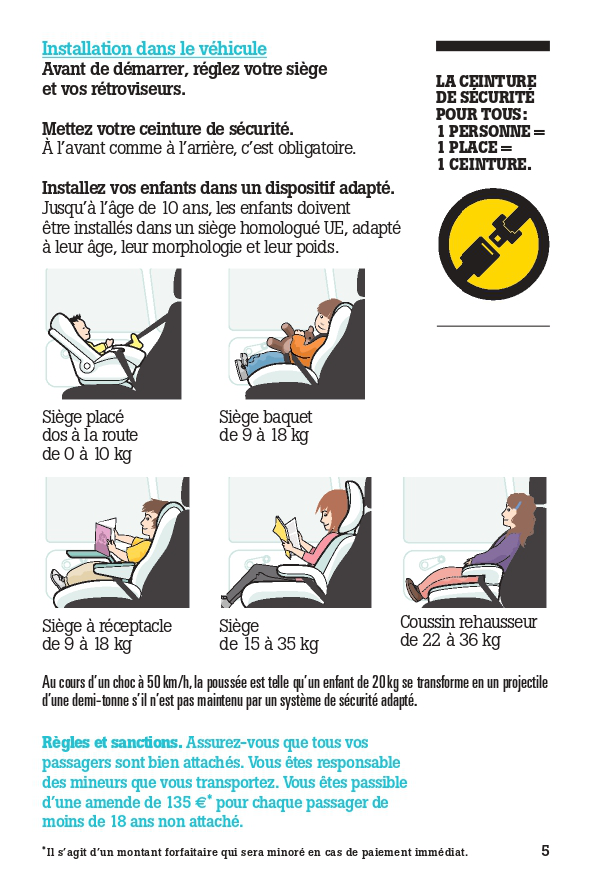 Installation dans le véhicule
Avant de démarrer, réglez votre siège
et vos rétroviseurs.
Mettez votre ceinture de sécurité.
À l’avant comme à l’arrière, c’est obligatoire.
Installez vos enfants dans un dispositif adapté.
Jusqu’à l’âge de 10 ans, les enfants doivent
être installés dans un siège homologué UE, adapté
à leur âge, leur morphologie et leur poids.
LA CEINTURE
DE SÉCURITÉ
POUR TOUS :
1 PERSONNE =
1 PLACE =
1 CEINTURE.
Siège placé
dos à la route
de 0 à 10 kg
Siège baquet
de 9 à 18 kg
Siège à réceptacle
de 9 à 18 kg
Siège
de 15 à 35 kg
Coussin rehausseur
de 22 à 36 kg
Au cours d’un choc à 50 km/h, la poussée est telle qu’un enfant de 20 kg se transforme en un projectile
d’une demi-tonne s’il n’est pas maintenu par un système de sécurité adapté.
Règles et sanctions. Assurez-vous que tous vos
passagers sont bien attachés. Vous êtes responsable
des mineurs que vous transportez. Vous êtes passible
d’une amende de 135 €* pour chaque passager de
moins de 18 ans non attaché.
*Il s’agit d’un montant forfaitaire qui sera minoré en cas de paiement immédiat.
5